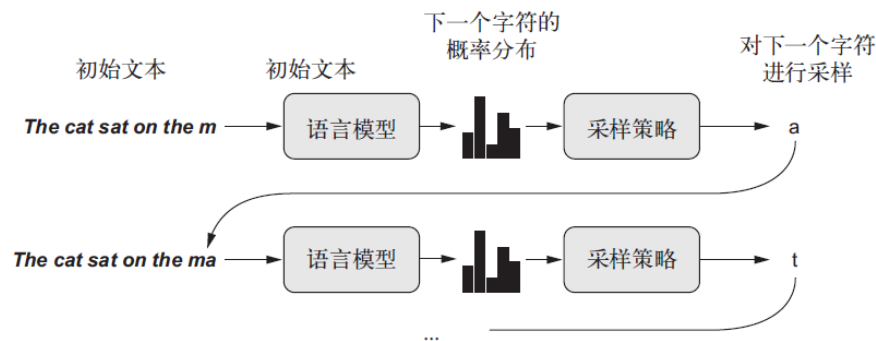 下一个字符的
概率分布
对下一个字符
进行采样
初始文本
初始文本
The cat sat on the m
语言模型
采样策略
a
The cat sat on the ma
语言模型
采样策略
t
...